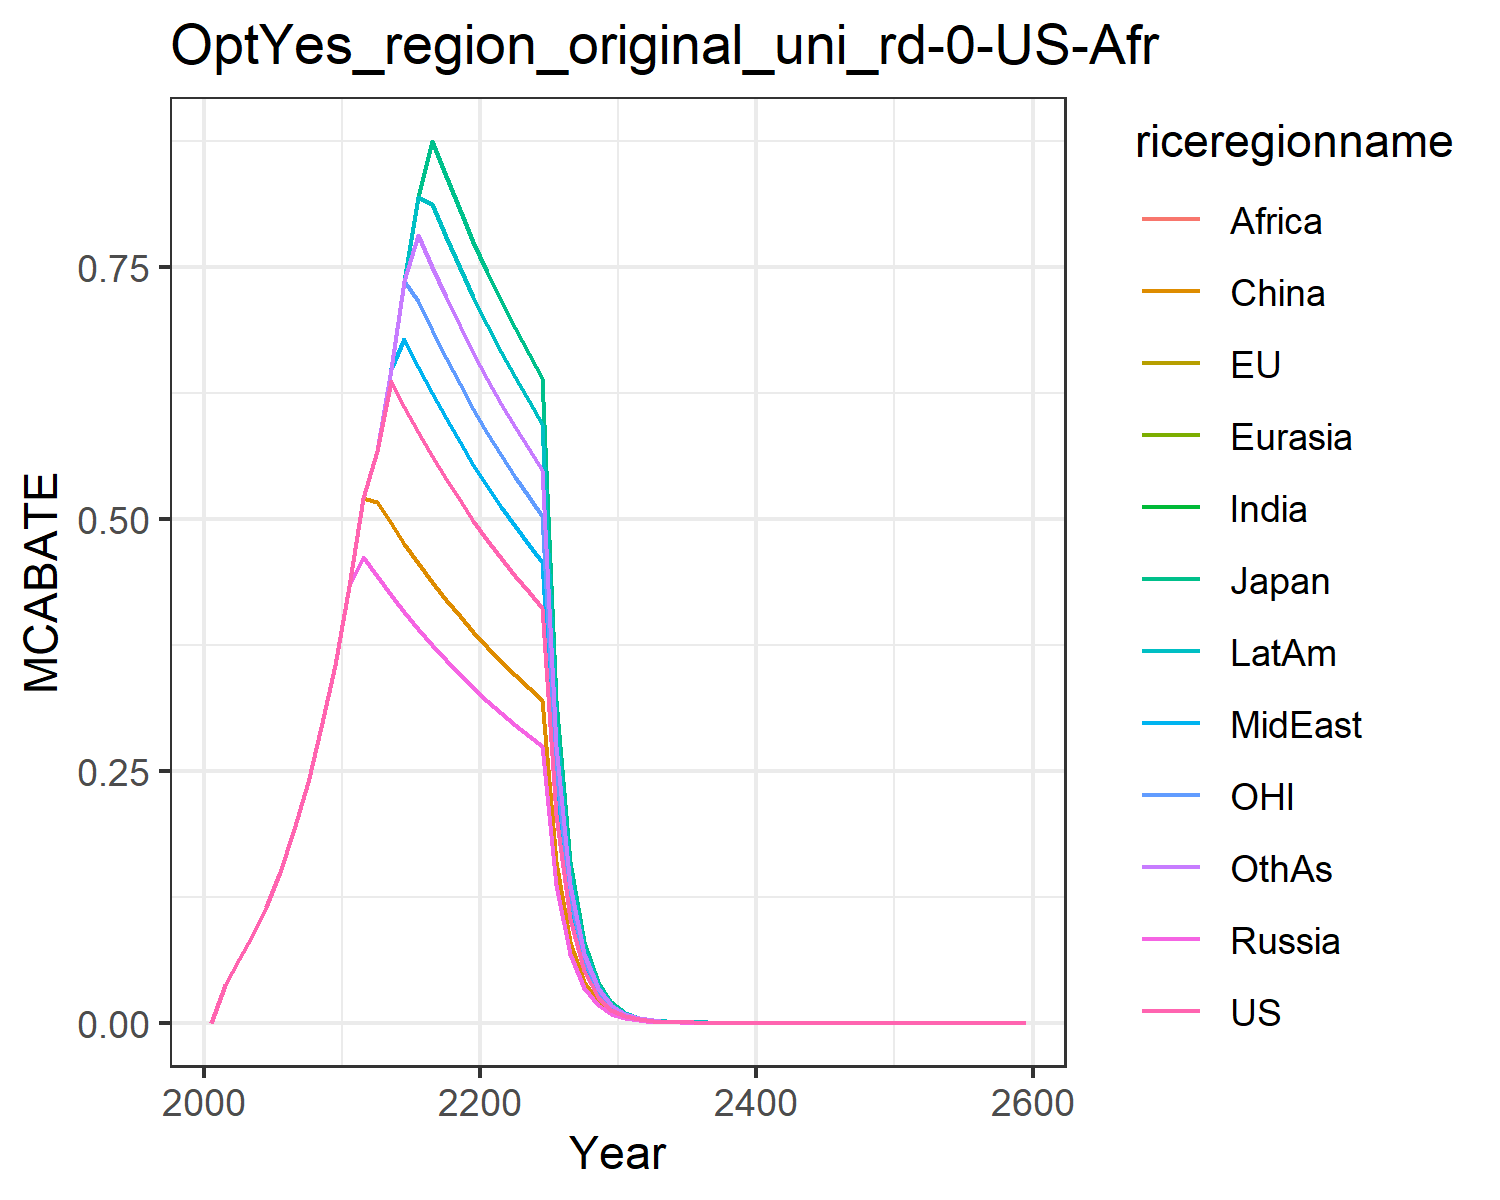 OptYes_region_original_uni_rd-0-US-Afr
MCABATE
0.75
0.50
0.25
0.00
2000
2200
2400
2600
Year
riceregionname
Africa
China
EU
Eurasia
India
Japan
LatAm
MidEast
OHI
OthAs
Russia
US